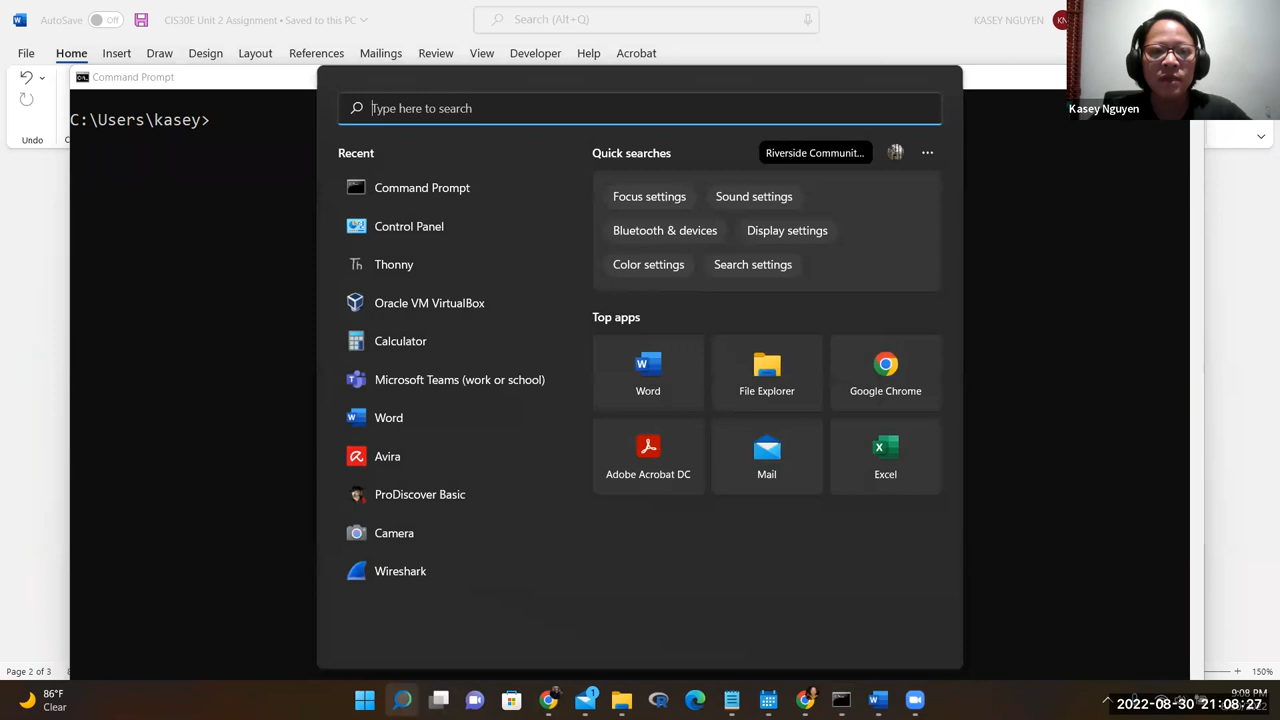 AutoSave Off CIS30E Unit 2 Assignment • Saved to this PC
Search (Alt+Q)
KASEY NGUYEN KN
File Home Insert Draw Design Layout References Mailings Review View Developer Help Acrobat
Undo
Command Prompt
C:\Users\kasey>
Kasey Nguyen
Type here to search
Recent
Command Prompt
Control Panel
Th Thonny
Oracle VM VirtualBox
Calculator
Microsoft Teams (work or school)
Word
Avira
ProDiscover Basic
Camera
Wireshark
Quick searches
Riverside Communit... ...
Focus settings Sound settings
Bluetooth & devices Display settings
Color settings Search settings
Top apps
Word File Explorer Google Chrome
Adobe Acrobat DC Mail Excel
Page 2 of 3
150%
86°F
Clear
9:08 PM
2022-08-30 21:08:27